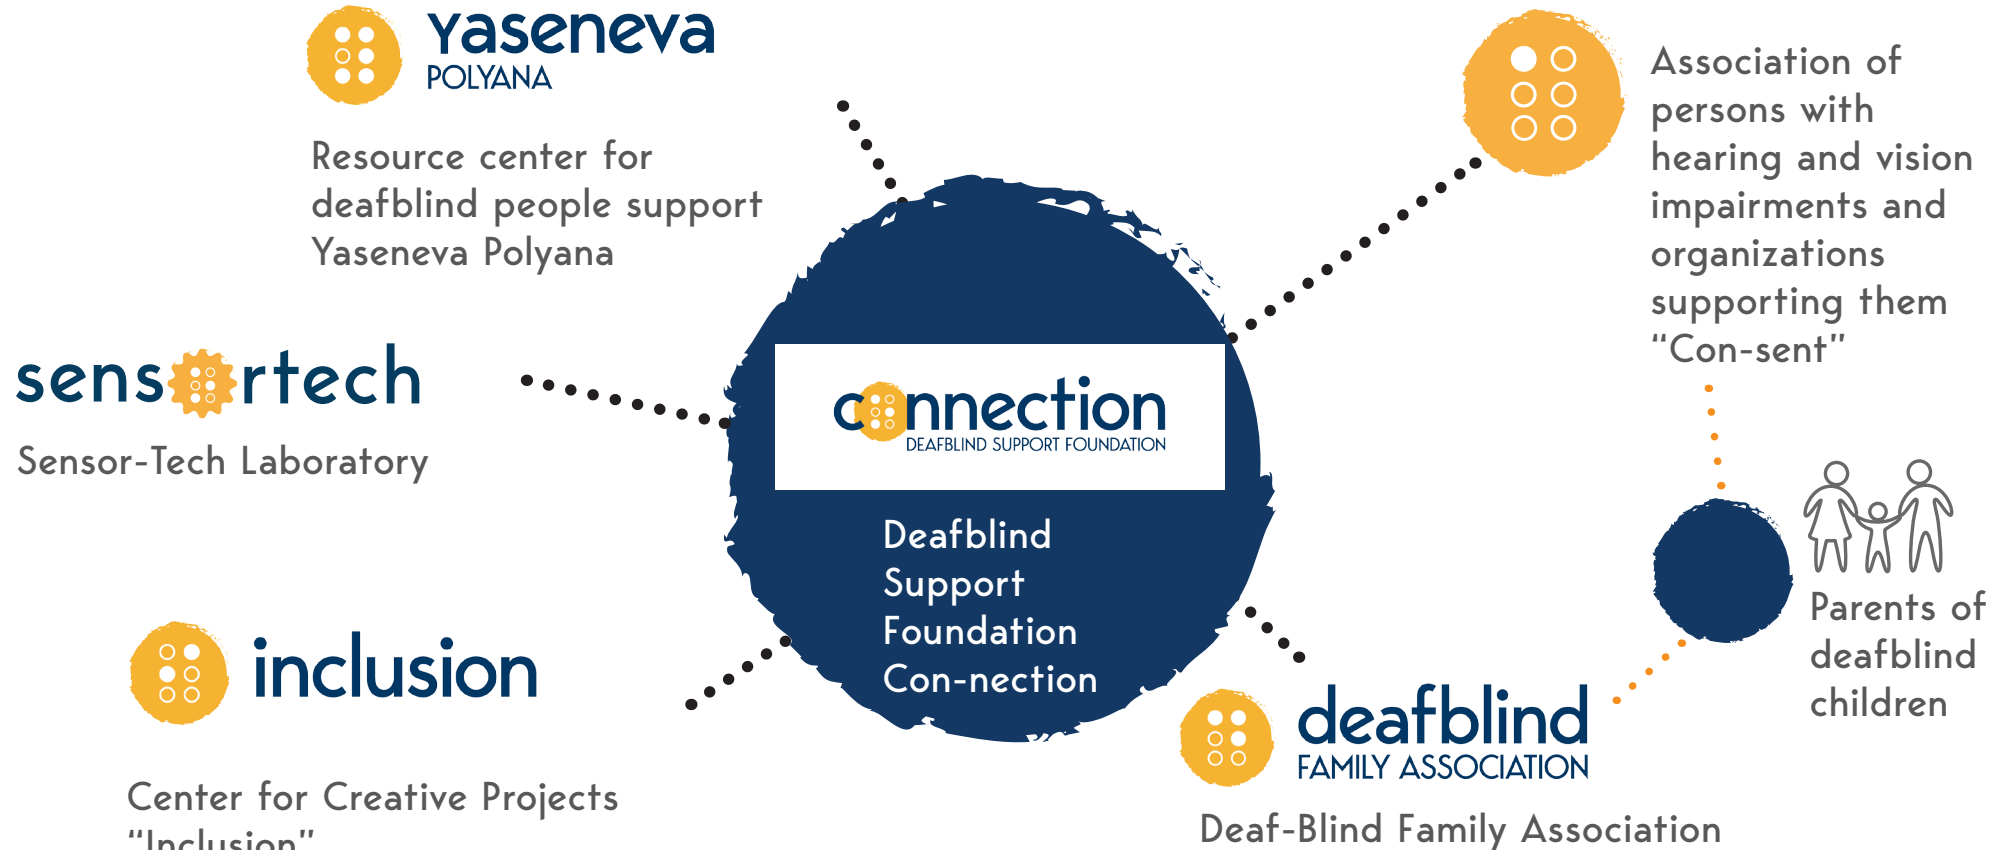 yaseneva
POLYANA
Resource center for
deafblind people support
Yaseneva Polyana
Association of
persons with
hearing and vision
impairments and
organizations
supporting them
“Con-sent”
sensortech
Sensor-Tech Laboratory
connection
DEAFBLIND SUPPORT FOUNDATION
Deafblind
Support
Foundation
Con-nection
Parents of
deafblind
children
inclusion
Center for Creative Projects
“Inclusion”
deafblind
FAMILY ASSOCIATION
Deaf-Blind Family Association